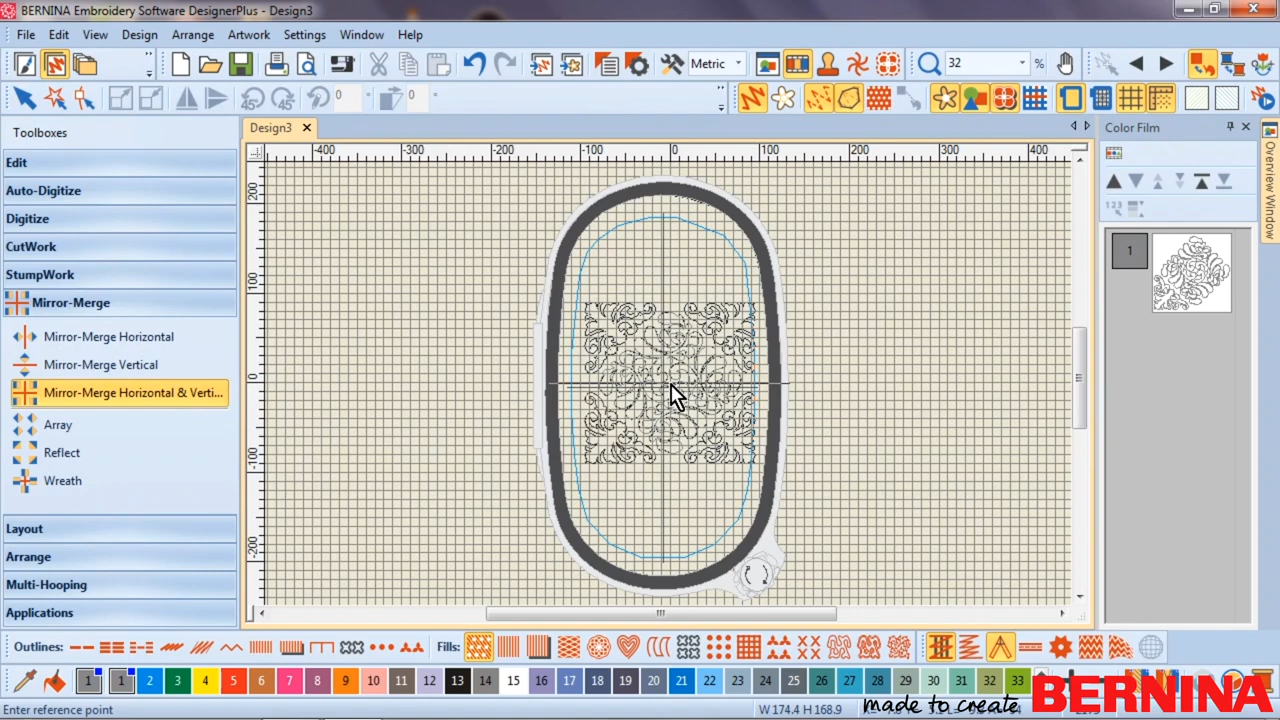 BERNINA Embroidery Software DesignerPlus - Design3
File Edit View Design Arrange Artwork Settings Window Help
Metric 32 %
0 ° 0 °
Toolboxes Design3 Color Film
-400 -300 -200 -100 0 100 200 300 400
Edit
Auto-Digitize
Digitize
CutWork
StumpWork
Mirror-Merge
Mirror-Merge Horizontal
Mirror-Merge Vertical
Mirror-Merge Horizontal & Verti...
Array
Reflect
Wreath
Layout
Arrange
Multi-Hooping
Applications
200
100
0
-100
-200
1 2 3
1
Overview Window
Outlines: Fills:
1 1 2 3 4 5 6 7 8 9 10 11 12 13 14 15 16 17 18 19 20 21 22 23 24 25 26 27 28 29 30 31 32 33
Enter reference point W 174.4 H 168.9
made to create BERNINA